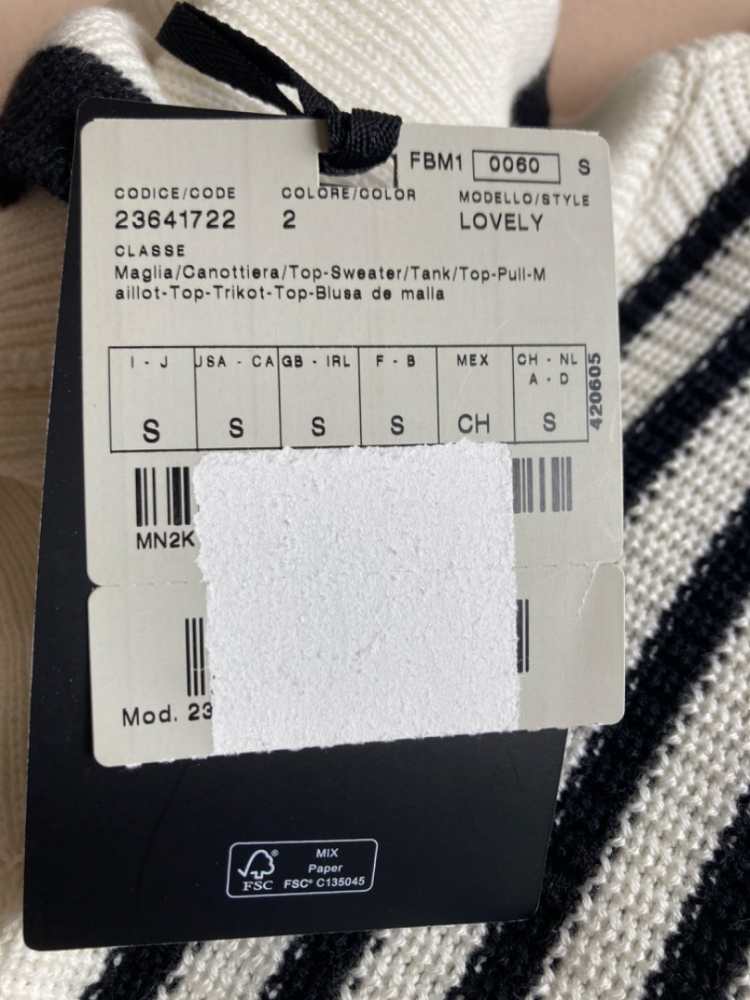 FBM1 0060 S
CODICE/CODE COLORE/COLOR MODELLO/STYLE
23641722 2 LOVELY
CLASSE
Maglia/Canottiera/Top-Sweater/Tank/Top-Pull-M
aillot-Top-Trikot-Top-Blusa de malla
I - J USA - CA GB - IRL F - B MEX CH - NL
A - D
S S S S CH S
420605
MN2K
Mod. 23
MIX
Paper
FSC® C135045
FSC